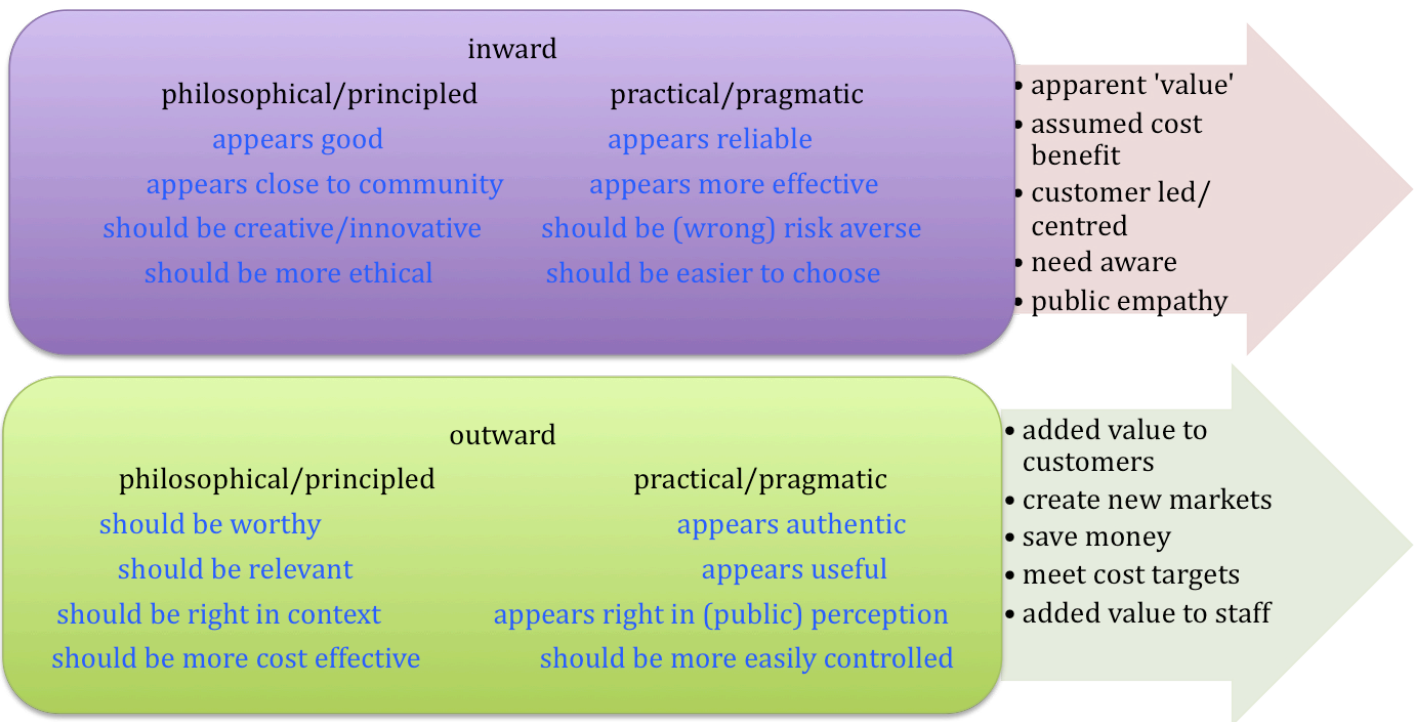 inward
philosophical/principled practical/pragmatic
appears good appears reliable
appears close to community appears more effective
should be creative/innovative should be (wrong) risk averse
should be more ethical should be easier to choose
• apparent 'value'
• assumed cost
benefit
• customer led/
centred
• need aware
• public empathy
outward
philosophical/principled practical/pragmatic
should be worthy appears authentic
should be relevant appears useful
should be right in context appears right in (public) perception
should be more cost effective should be more easily controlled
• added value to
customers
• create new markets
• save money
• meet cost targets
• added value to staff